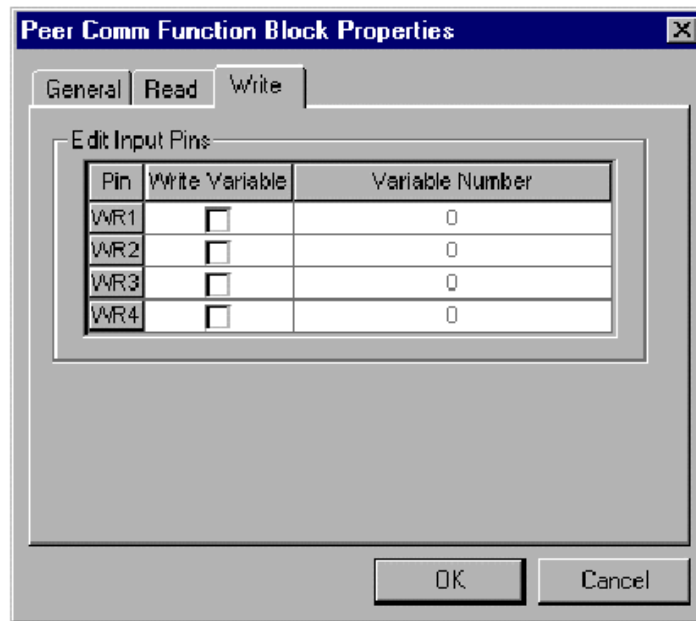 Peer Comm Function Block Properties
General Read Write
Edit Input Pins
Pin Write Variable Variable Number
WR1 0
WR2 0
WR3 0
WR4 0
OK Cancel